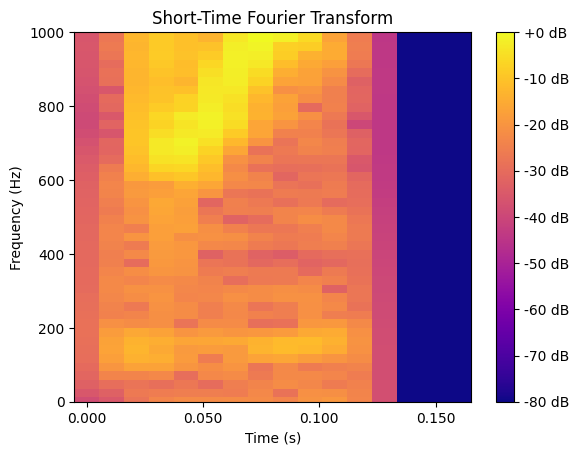 Short-Time Fourier Transform
Frequency (Hz)
1000
800
600
400
200
0
0.000
0.050
0.100
0.150
Time (s)
+0 dB
-10 dB
-20 dB
-30 dB
-40 dB
-50 dB
-60 dB
-70 dB
-80 dB